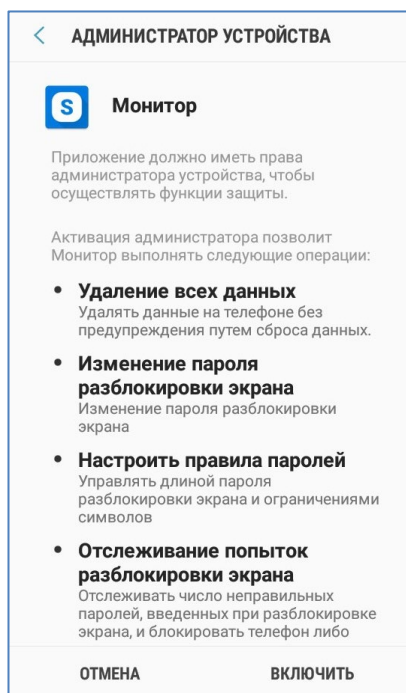 АДМИНИСТРАТОР УСТРОЙСТВА
S Монитор
Приложение должно иметь права
администратора устройства, чтобы
осуществлять функции защиты.
Активация администратора позволит
Монитор выполнять следующие операции:
• Удаление всех данных
Удалять данные на телефоне без
предупреждения путем сброса данных.
• Изменение пароля
разблокировки экрана
Изменение пароля разблокировки
экрана
• Настроить правила паролей
Управлять длиной пароля
разблокировки экрана и ограничениями
символов
• Отслеживание попыток
разблокировки экрана
Отслеживать число неправильных
паролей, введенных при разблокировке
экрана, и блокировать телефон либо
ОТМЕНА ВКЛЮЧИТЬ